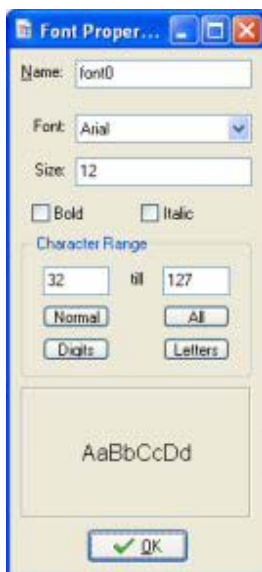 Font Proper...
Name: font0
Font: Arial
Size: 12
Bold Italic
Character Range
32 till 127
Normal All
Digits Letters
AaBbCcDd
OK